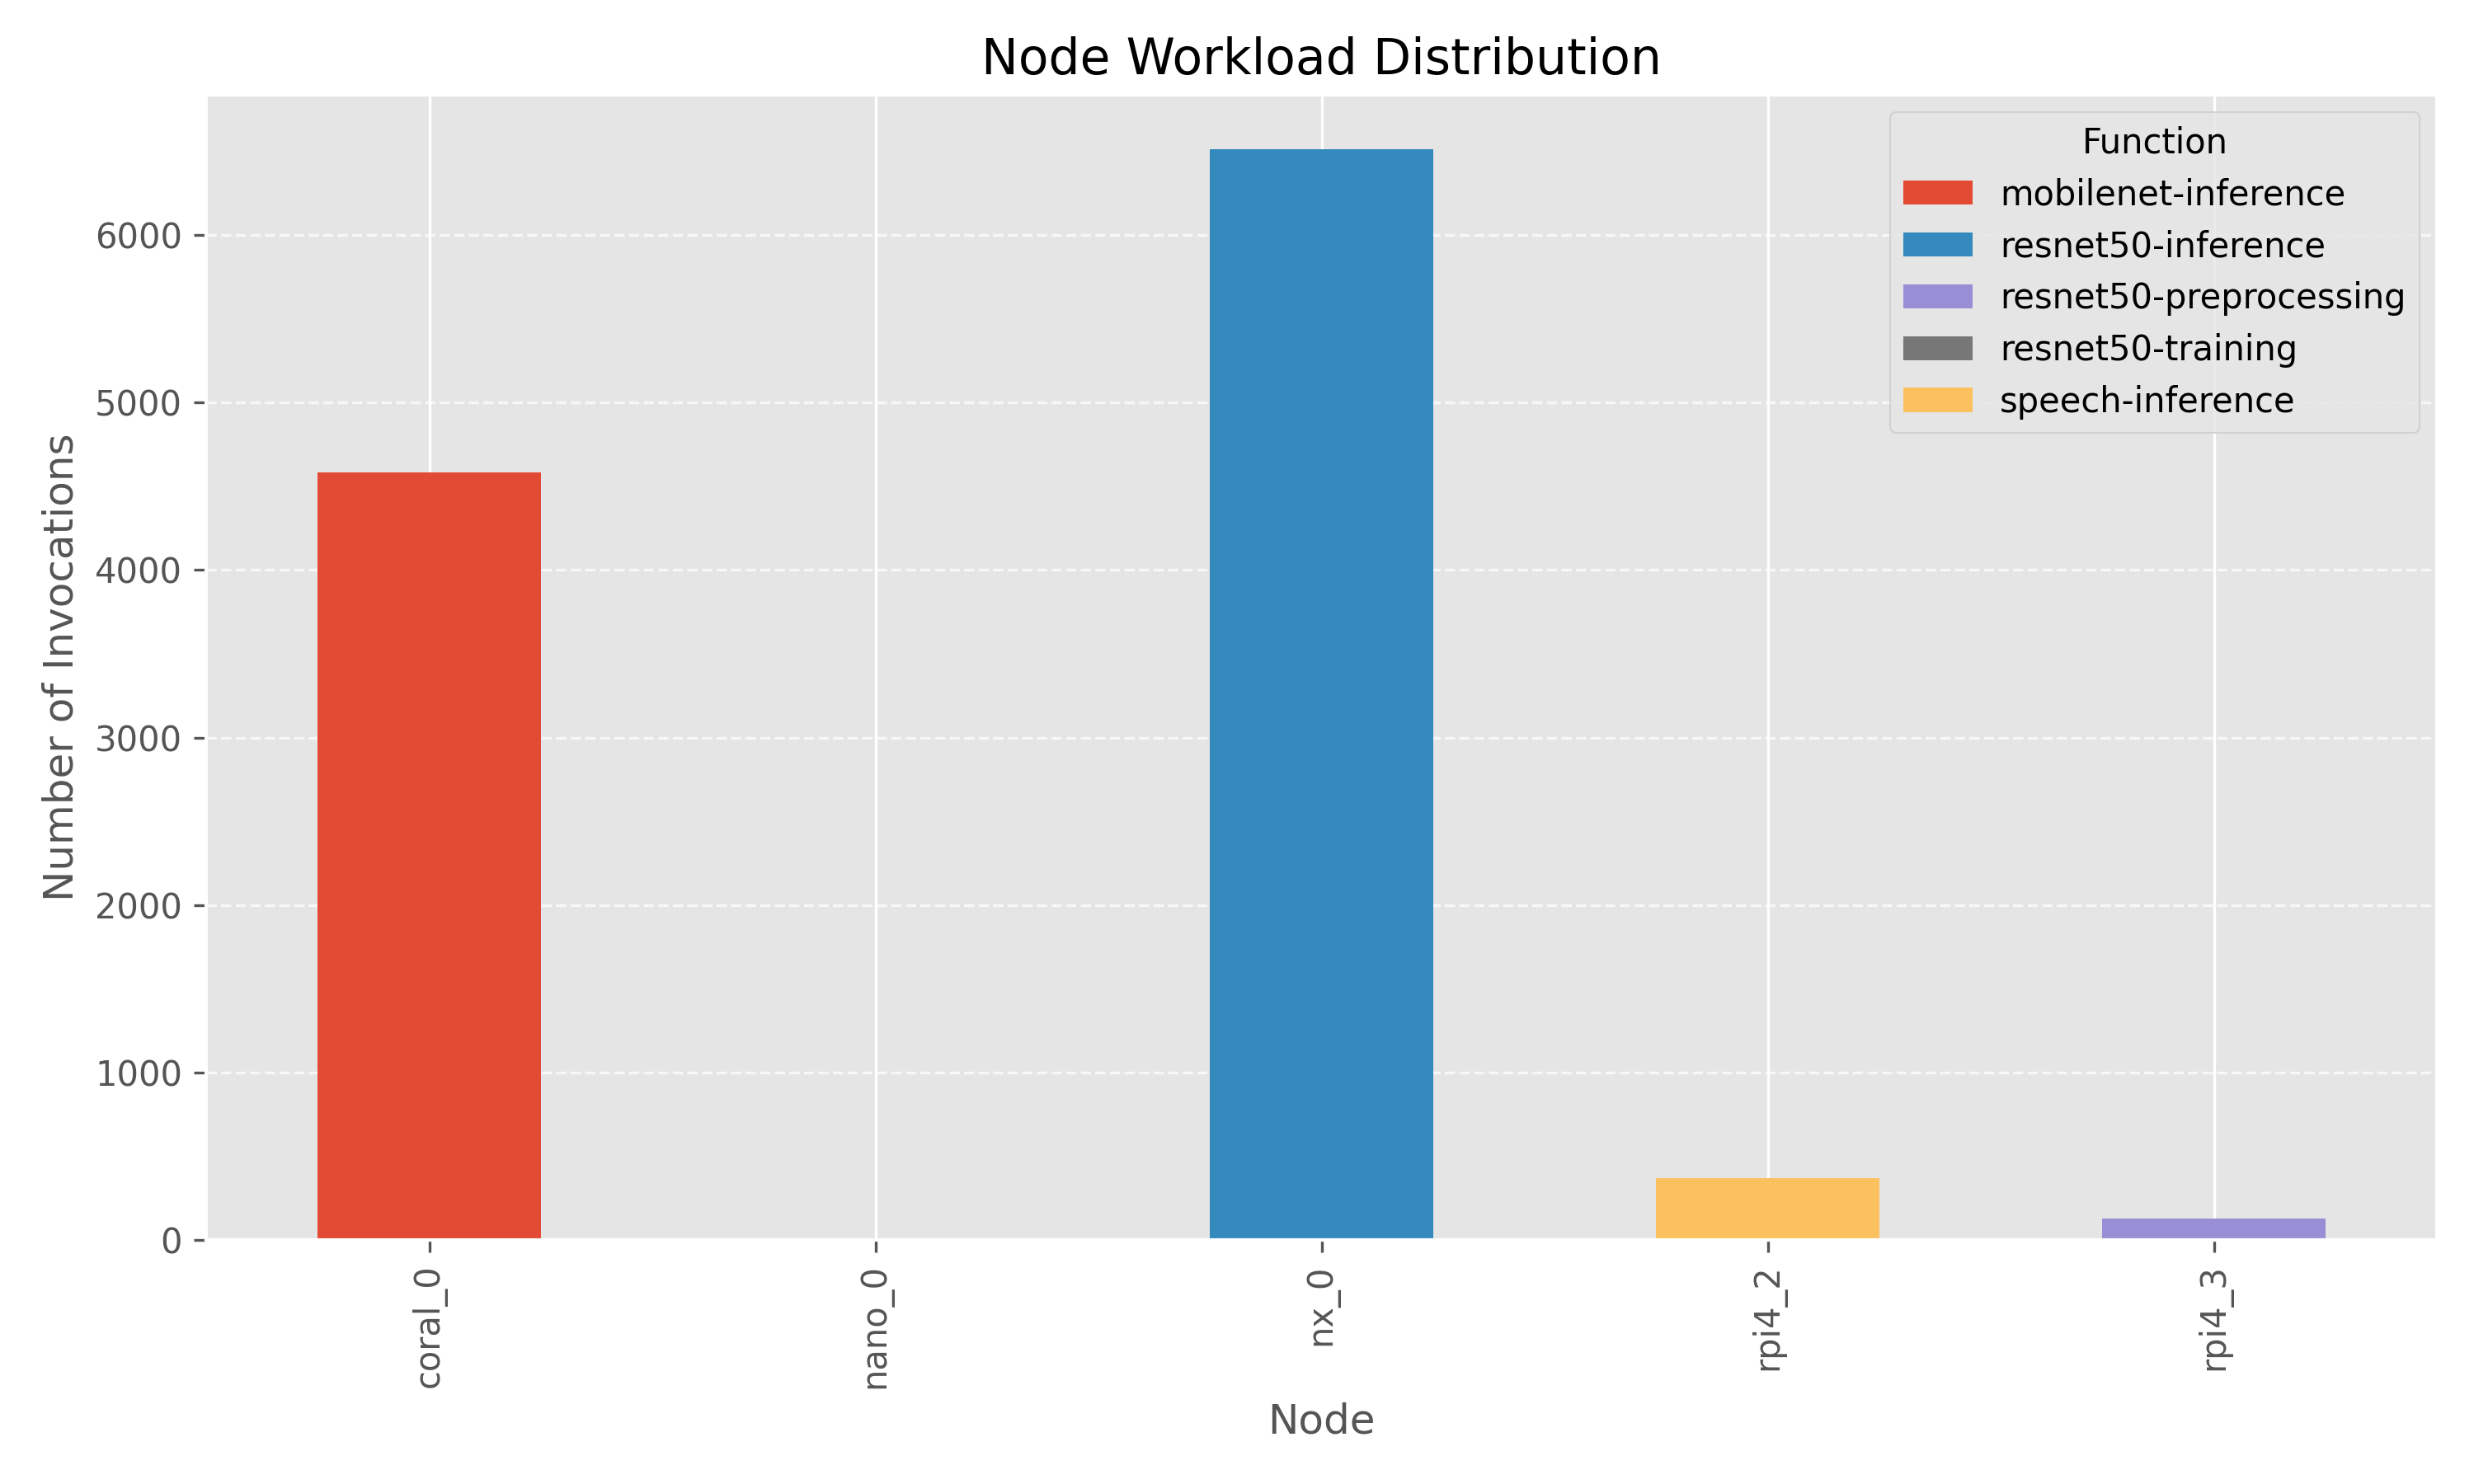 Node Workload Distribution
Function
mobilenet-inference
resnet50-inference
resnet50-preprocessing
resnet50-training
speech-inference
Number of Invocations
6000
5000
4000
3000
2000
1000
0
coral_0
nano_0
nx_0
rpi4_2
rpi4_3
Node